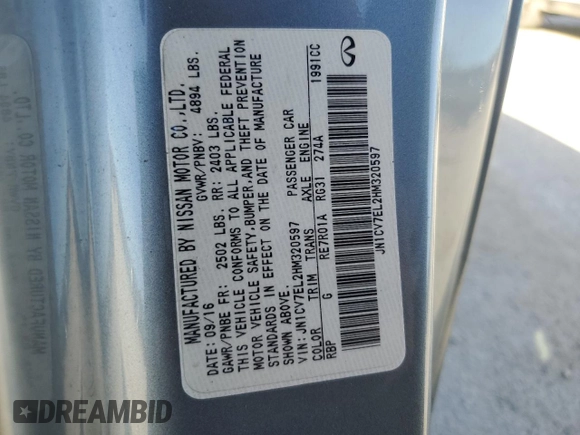 MANUFACTURED BY NISSAN MOTOR CO.,LTD.
DATE: 09/16 GVWR/PNBV: 4894 LBS.
GAWR/PNBE FR: 2502 LBS. RR: 2403 LBS.
THIS VEHICLE CONFORMS TO ALL APPLICABLE FEDERAL
MOTOR VEHICLE SAFETY,BUMPER,AND THEFT PREVENTION
STANDARDS IN EFFECT ON THE DATE OF MANUFACTURE
SHOWN ABOVE.
VIN: JN1CV7EL2HM320597 PASSENGER CAR
COLOR TRIM TRANS AXLE ENGINE
RBP G RE7R01A RG31 274A 1991CC
JN1CV7EL2HM320597
DREAMBID